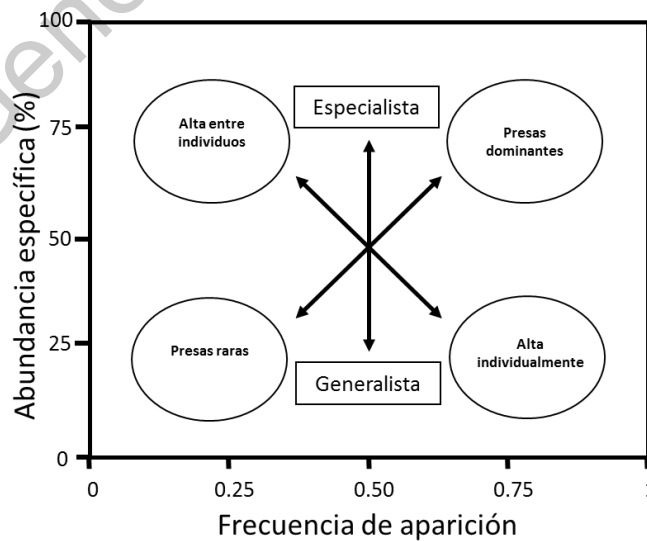 100
Alta entre
individuos
Especialista
Presas
dominantes
75
50
25
Presas raras
Generalista
Alta
individualmente
0
0
0.25
0.50
0.75
Abundancia específica (%)
Frecuencia de aparición